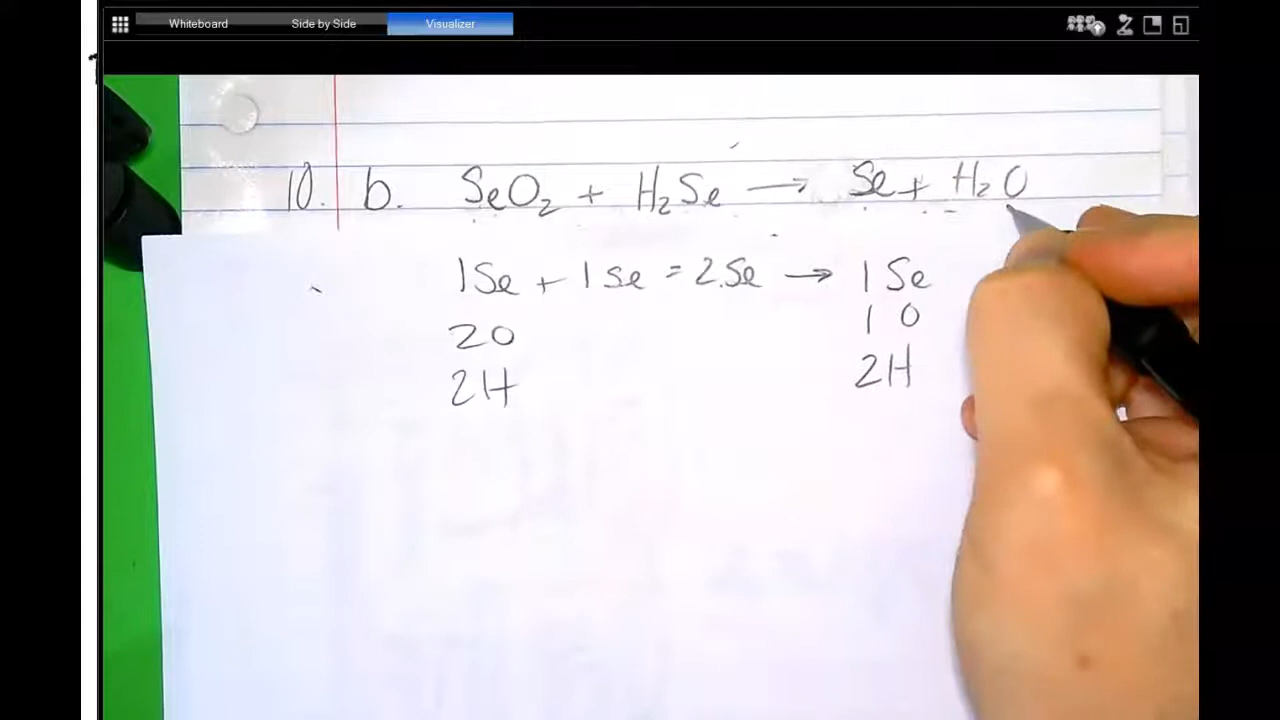 Whiteboard Side by Side Visualizer
10. b. SeO₂ + H₂Se → Se + H₂O
1Se + 1Se = 2Se → 1Se
2O 1O
2H 2H